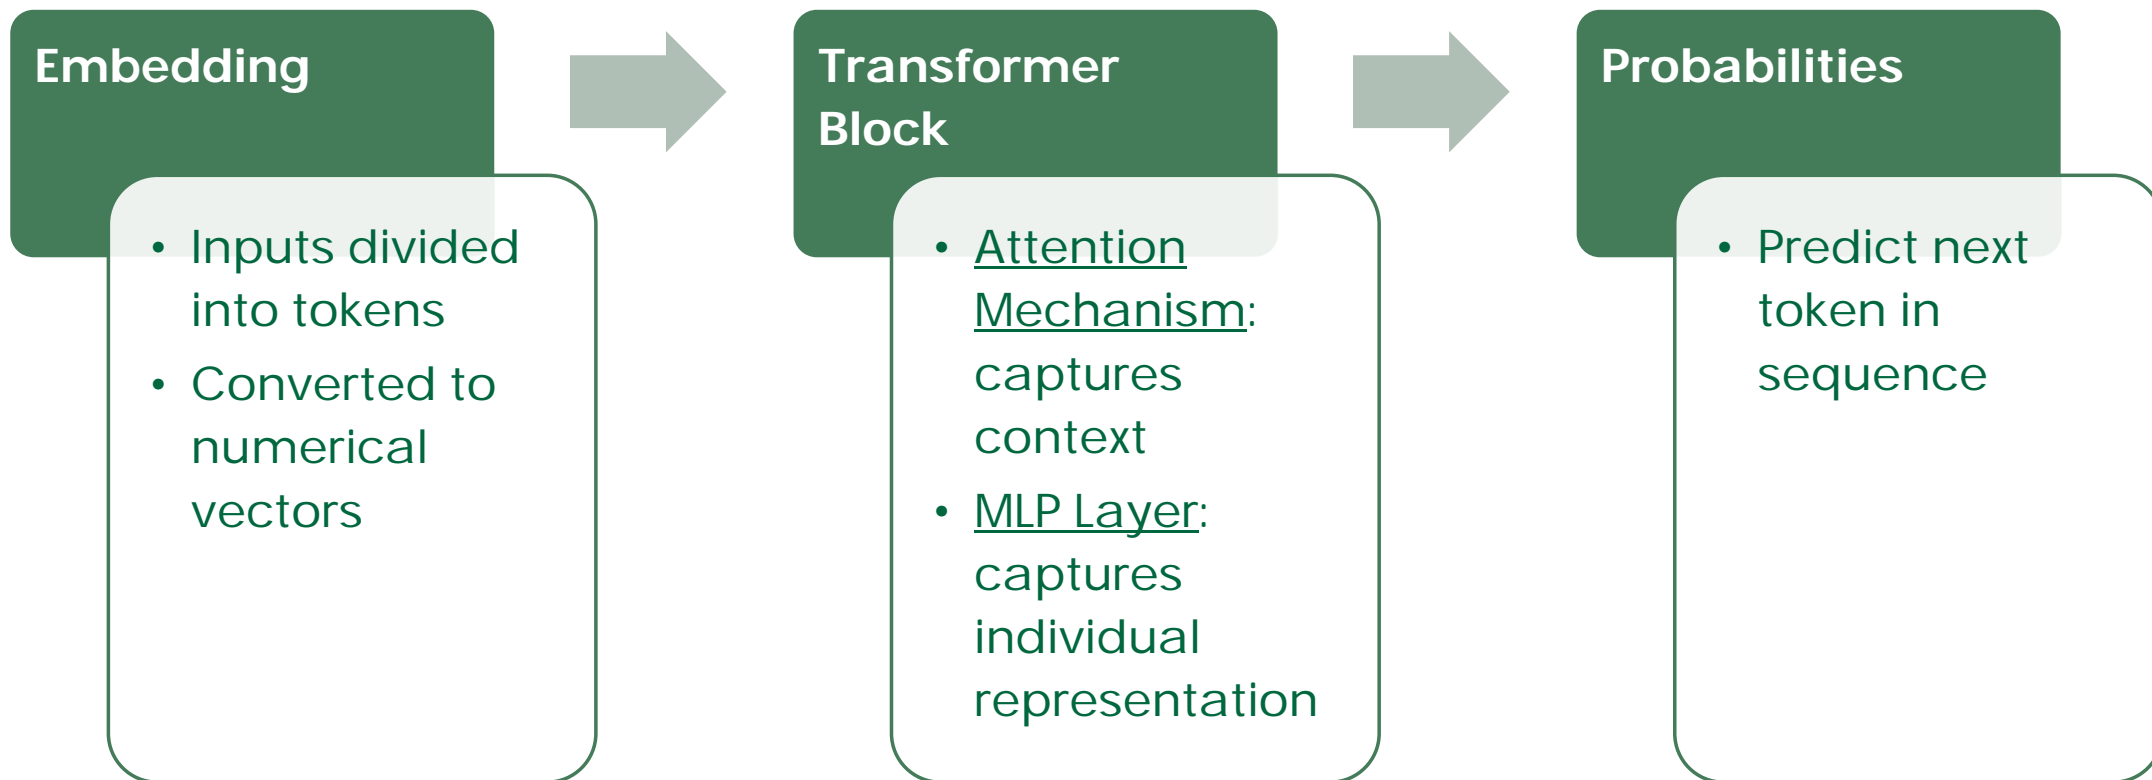 Embedding
• Inputs divided
into tokens
• Converted to
numerical
vectors
Transformer
Block
• Attention
Mechanism:
captures
context
• MLP Layer:
captures
individual
representation
Probabilities
• Predict next
token in
sequence